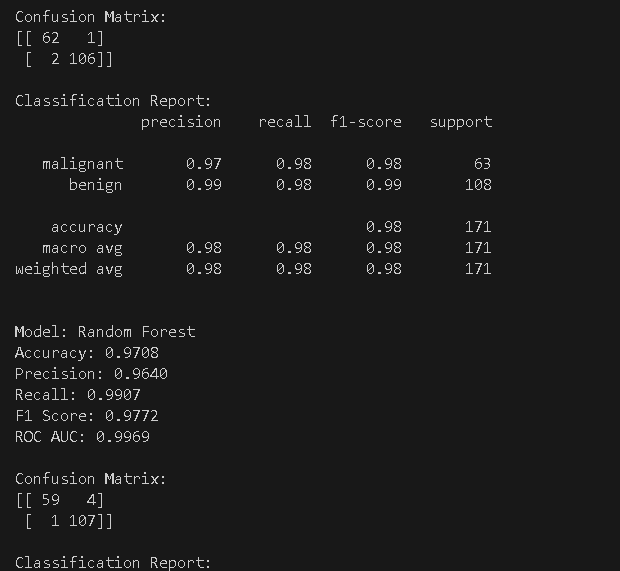 Confusion Matrix:
[[ 62   1]
 [  2 106]]
Classification Report:
              precision    recall  f1-score   support
   malignant       0.97      0.98      0.98        63
      benign       0.99      0.98      0.99       108
    accuracy                           0.98       171
   macro avg       0.98      0.98      0.98       171
weighted avg       0.98      0.98      0.98       171
Model: Random Forest
Accuracy: 0.9708
Precision: 0.9640
Recall: 0.9907
F1 Score: 0.9772
ROC AUC: 0.9969
Confusion Matrix:
[[ 59   4]
 [  1 107]]
Classification Report: